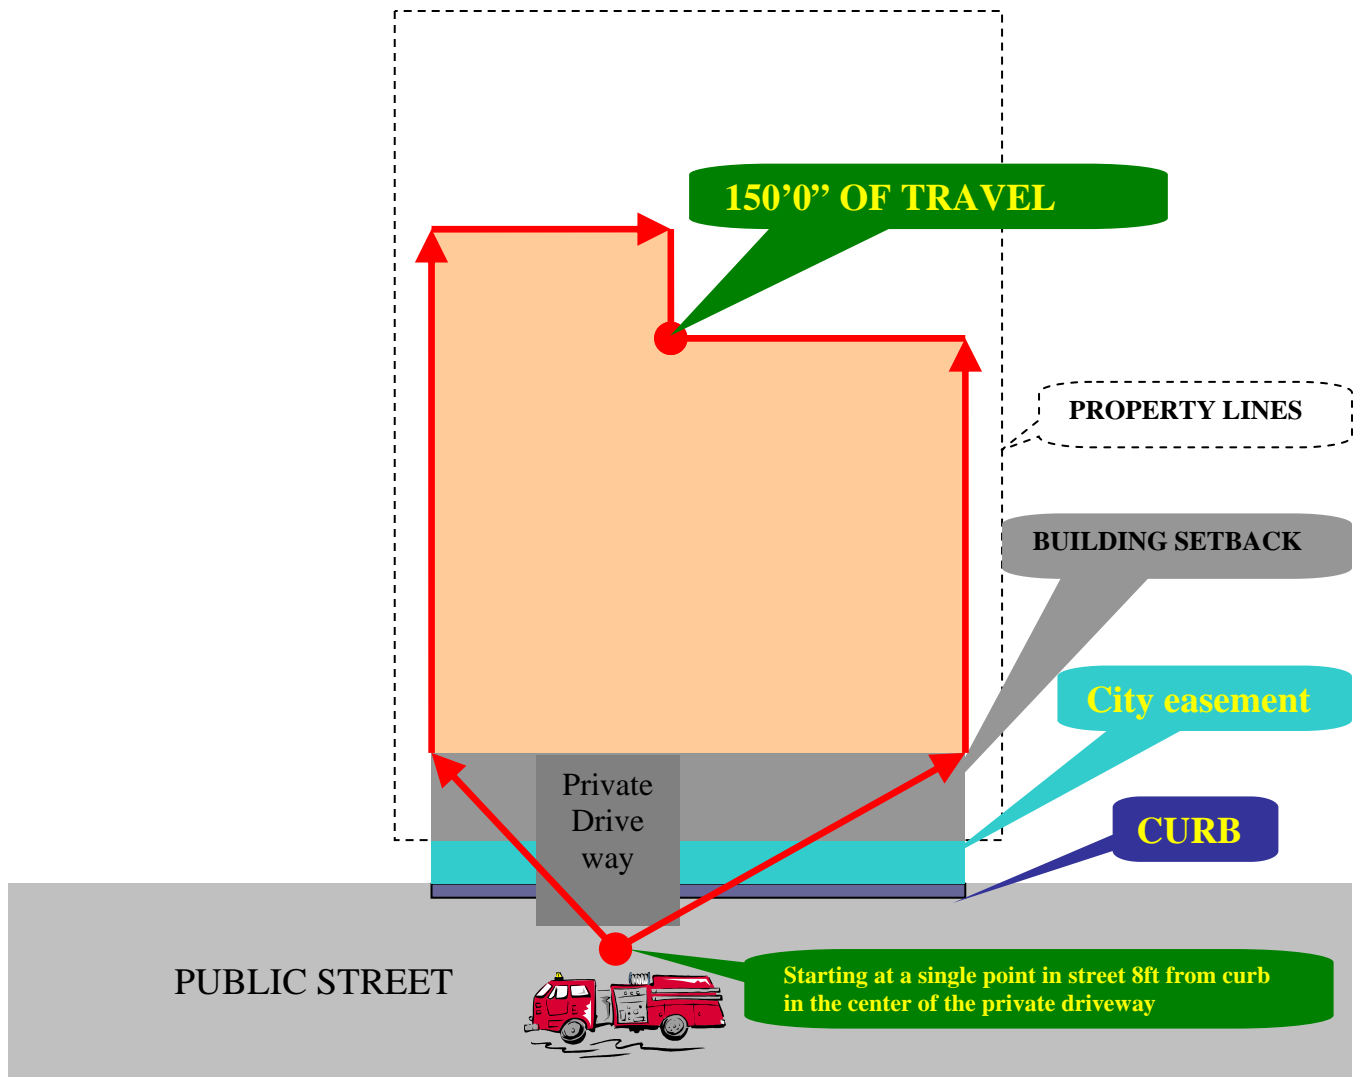 150’0” OF TRAVEL
PROPERTY LINES
BUILDING SETBACK
City easement
Private
Drive
way
CURB
PUBLIC STREET
Starting at a single point in street 8ft from curb
in the center of the private driveway